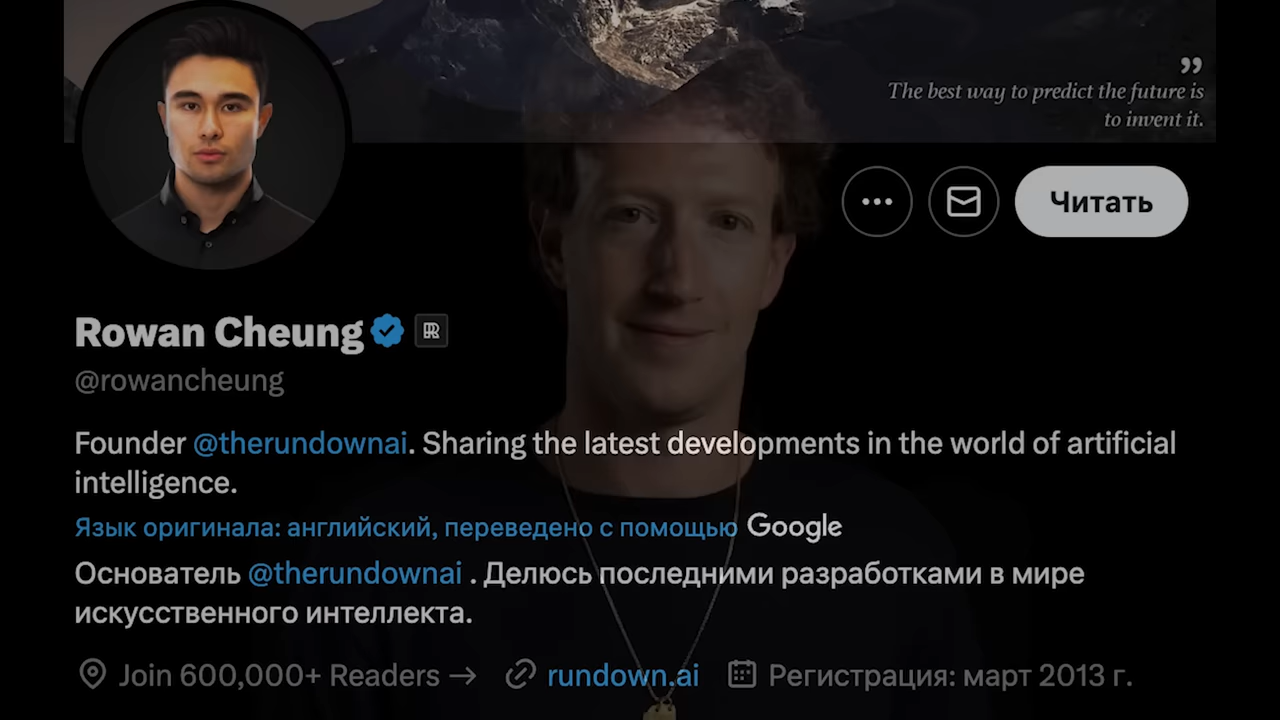 ”
The best way to predict the future is
to invent it.
Читать
Rowan Cheung
@rowancheung
Founder @therundownai. Sharing the latest developments in the world of artificial
intelligence.
Язык оригинала: английский, переведено с помощью Google
Основатель @therundownai . Делюсь последними разработками в мире
искусственного интеллекта.
Join 600,000+ Readers → rundown.ai Регистрация: март 2013 г.